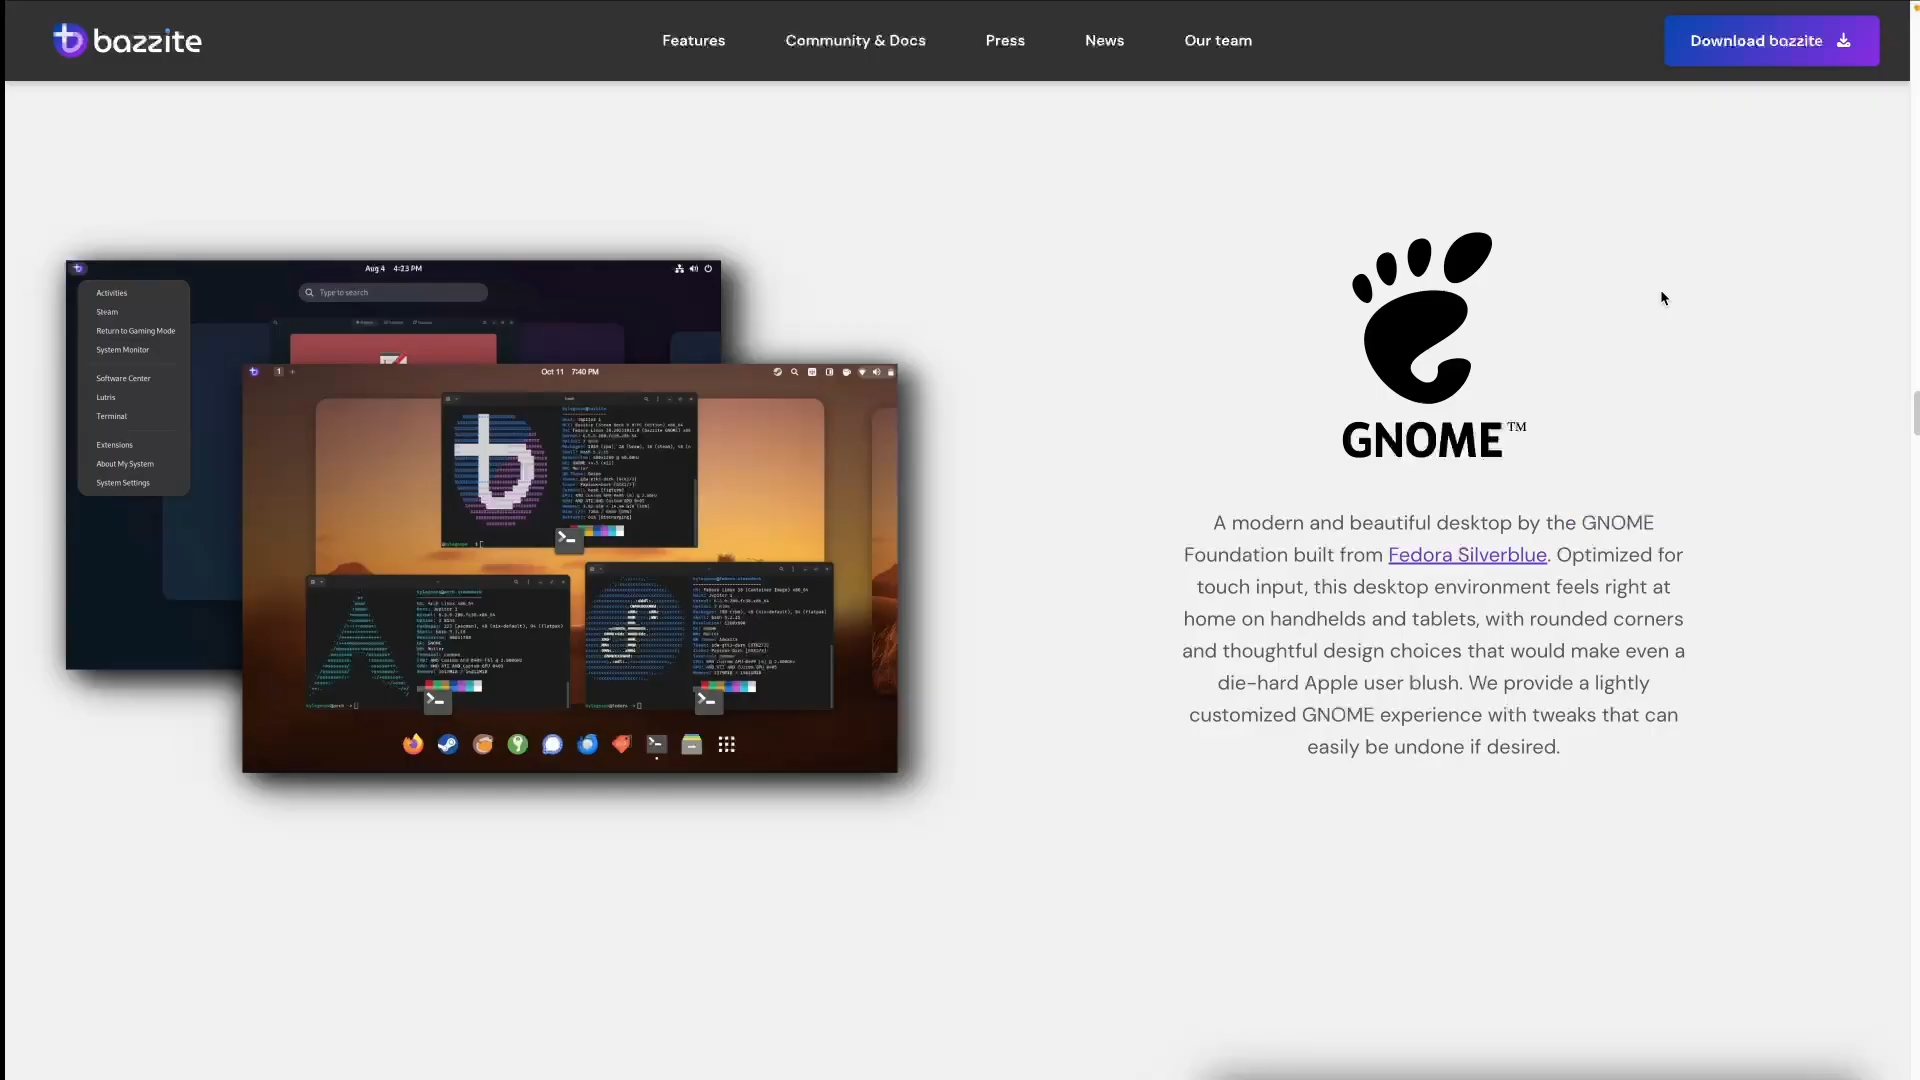 bazzite
Features
Community & Docs
Press
News
Our team
Download bazzite
Aug 4 4:23 PM
Type to search
Activities
Steam
Return to Gaming Mode
System Monitor
Software Center
Lutris
Terminal
Extensions
About My System
System Settings
1
Oct 11 7:40 PM
GNOME™
A modern and beautiful desktop by the GNOME
Foundation built from Fedora Silverblue. Optimized for
touch input, this desktop environment feels right at
home on handhelds and tablets, with rounded corners
and thoughtful design choices that would make even a
die-hard Apple user blush. We provide a lightly
customized GNOME experience with tweaks that can
easily be undone if desired.